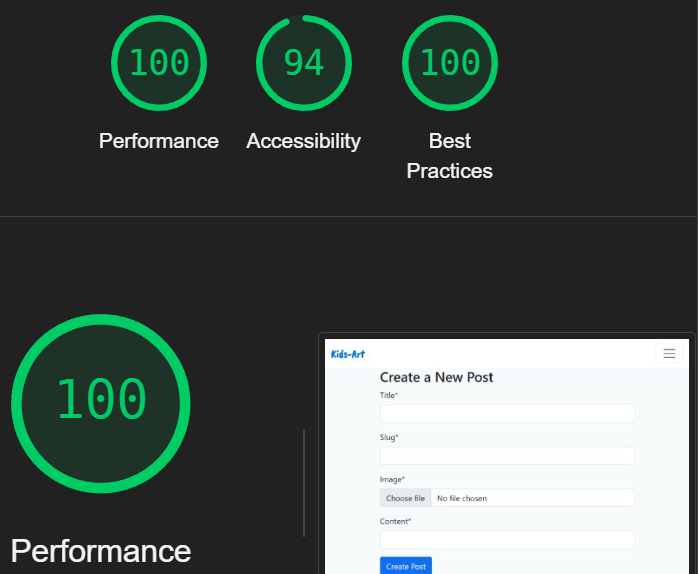 100
94
100
Performance
Accessibility
Best
Practices
100
Performance
Kids-Art
Create a New Post
Title*
Slug*
Image*
Choose file No file chosen
Content*
Create Post